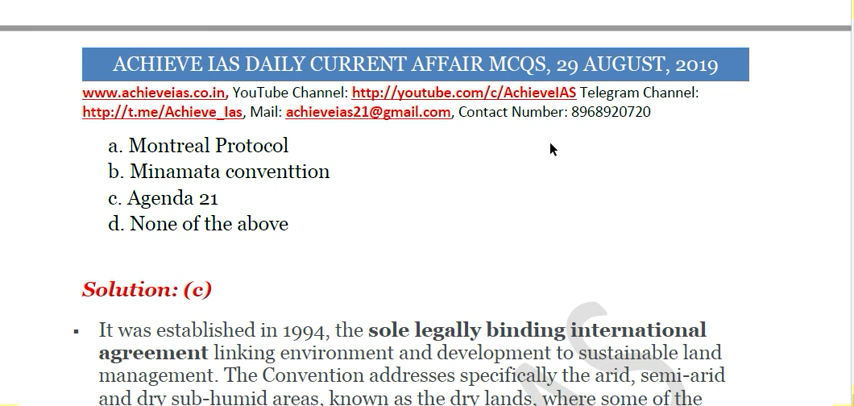 ACHIEVE IAS DAILY CURRENT AFFAIR MCQS, 29 AUGUST, 2019
www.achieveias.co.in, YouTube Channel: http://youtube.com/c/AchieveIAS Telegram Channel:
http://t.me/Achieve_Ias, Mail: achieveias21@gmail.com, Contact Number: 8968920720
a. Montreal Protocol
b. Minamata conventtion
c. Agenda 21
d. None of the above
Solution: (c)
▪ It was established in 1994, the sole legally binding international
agreement linking environment and development to sustainable land
management. The Convention addresses specifically the arid, semi-arid
and dry sub-humid areas, known as the dry lands, where some of the